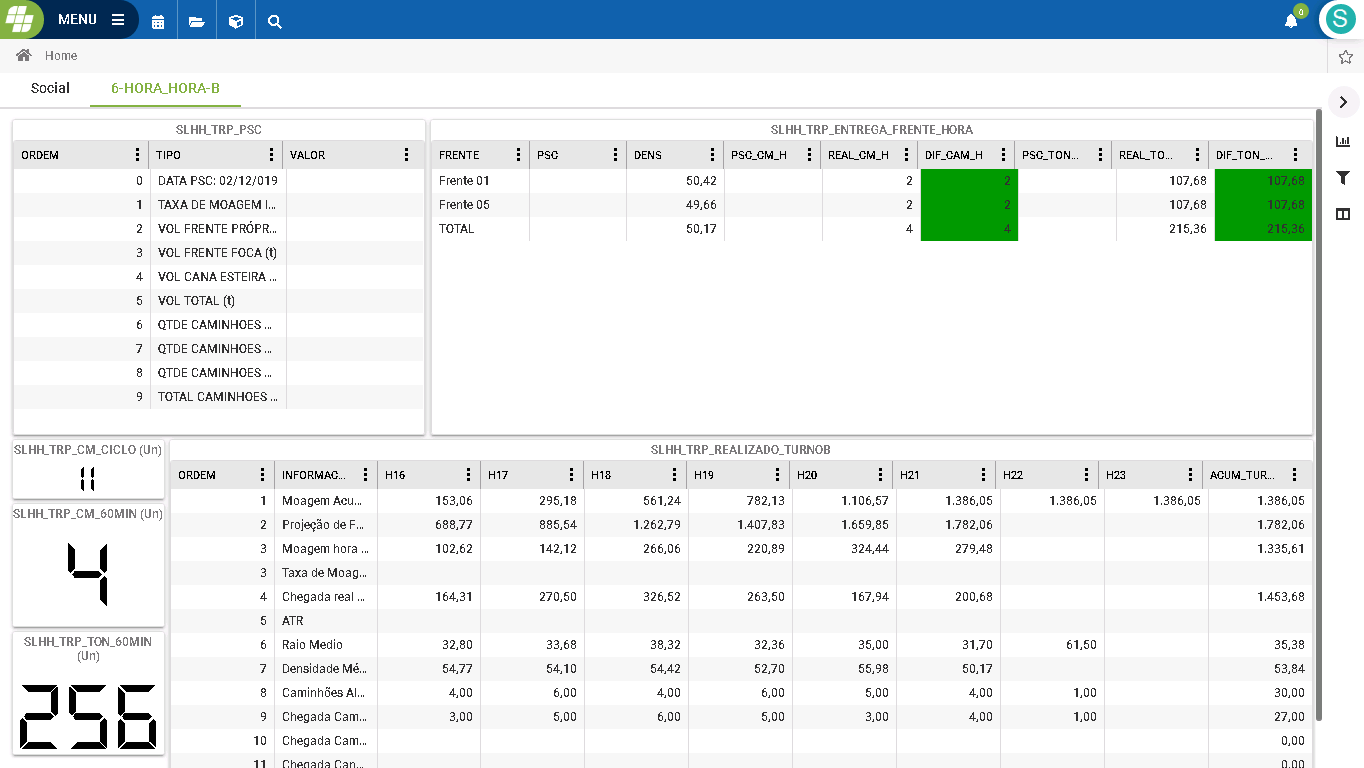 MENU
0
S
Home
Social 6-HORA_HORA-B
SLHH_TRP_PSC
ORDEM TIPO VALOR
0 DATA PSC: 02/12/019
1 TAXA DE MOAGEM I...
2 VOL FRENTE PRÓPR...
3 VOL FRENTE FOCA (t)
4 VOL CANA ESTEIRA ...
5 VOL TOTAL (t)
6 QTDE CAMINHOES ...
7 QTDE CAMINHOES ...
8 QTDE CAMINHOES ...
9 TOTAL CAMINHOES ...
SLHH_TRP_ENTREGA_FRENTE_HORA
FRENTE PSC DENS PSC_CM_H REAL_CM_H DIF_CAM_H PSC_TON... REAL_TO... DIF_TON_...
Frente 01 50,42 2 2 107,68 107,68
Frente 05 49,66 2 2 107,68 107,68
TOTAL 50,17 4 4 215,36 215,36
SLHH_TRP_CM_CICLO (Un)
11
SLHH_TRP_CM_60MIN (Un)
4
SLHH_TRP_TON_60MIN
(Un)
256
SLHH_TRP_REALIZADO_TURNOB
ORDEM INFORMAC... H16 H17 H18 H19 H20 H21 H22 H23 ACUM_TUR...
1 Moagem Acu... 153,06 295,18 561,24 782,13 1.106,57 1.386,05 1.386,05 1.386,05 1.386,05
2 Projeção de F... 688,77 885,54 1.262,79 1.407,83 1.659,85 1.782,06 1.782,06
3 Moagem hora ... 102,62 142,12 266,06 220,89 324,44 279,48 1.335,61
3 Taxa de Moag...
4 Chegada real ... 164,31 270,50 326,52 263,50 167,94 200,68 1.453,68
5 ATR
6 Raio Medio 32,80 33,68 38,32 32,36 35,00 31,70 61,50 35,38
7 Densidade Mé... 54,77 54,10 54,42 52,70 55,98 50,17 53,84
8 Caminhões Al... 4,00 6,00 4,00 6,00 5,00 4,00 1,00 30,00
9 Chegada Cam... 3,00 5,00 6,00 5,00 3,00 4,00 1,00 27,00
10 Chegada Cam... 0,00
11 Chegada Can... 0,00